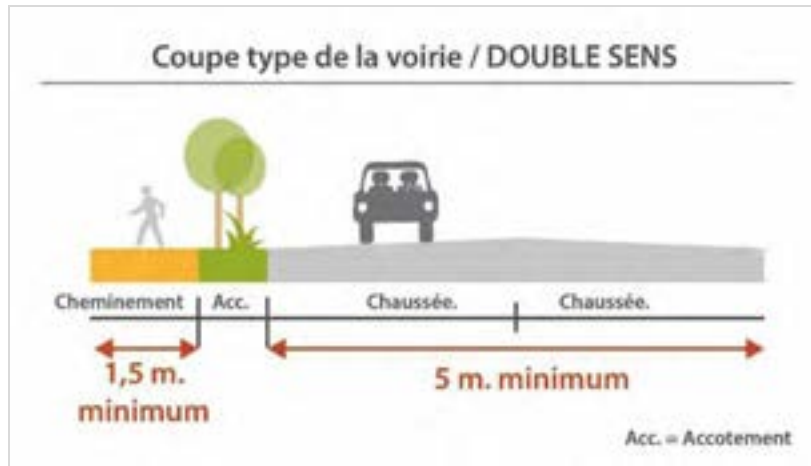 Coupe type de la voirie / DOUBLE SENS
Cheminement Acc. Chaussée. Chaussée.
1,5 m. minimum
5 m. minimum
Acc. = Accotement